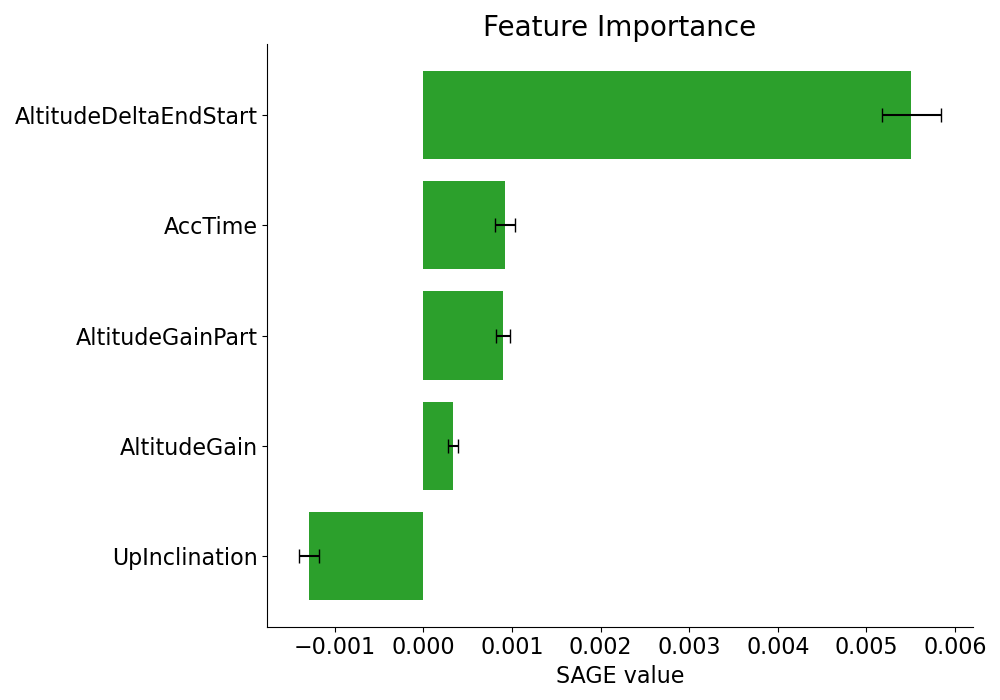 Feature Importance
AltitudeDeltaEndStart
AccTime
AltitudeGainPart
AltitudeGain
UpInclination
−0.001 0.000 0.001 0.002 0.003 0.004 0.005 0.006
SAGE value